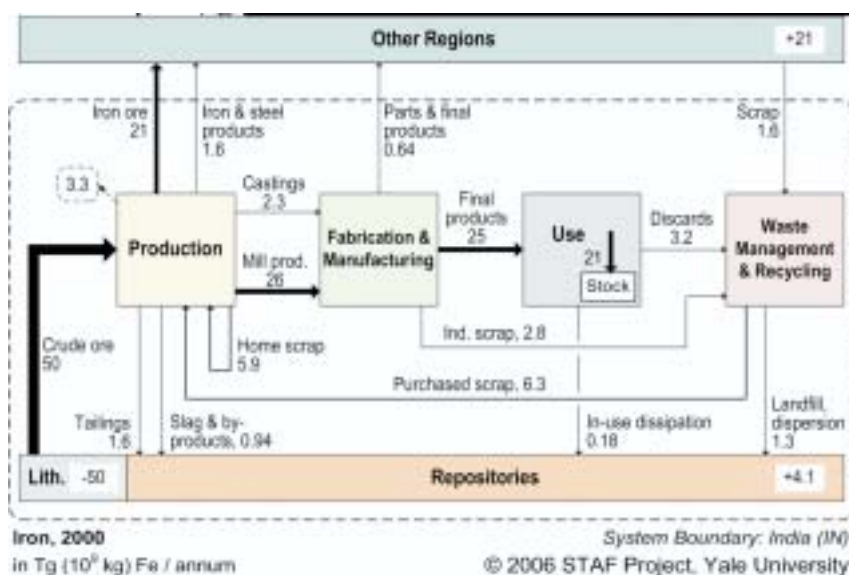 Other Regions
+21
Iron ore
21
Iron & steel
products
1.6
Parts & final
products
0.64
Scrap
1.6
3.3
Castings
2.3
Final
products
25
Discards
3.2
Production
Fabrication &
Manufacturing
Use
21
Stock
Waste
Management
& Recycling
Mill prod.
26
Crude ore
50
Home scrap
5.9
Ind. scrap, 2.8
Purchased scrap, 6.3
Tailings
1.6
Slag & by-
products, 0.94
In-use dissipation
0.18
Landfill,
dispersion
1.3
Lith.
-50
Repositories
+4.1
Iron, 2000
System Boundary: India (IN)
in Tg (10⁹ kg) Fe / annum
© 2006 STAF Project, Yale University